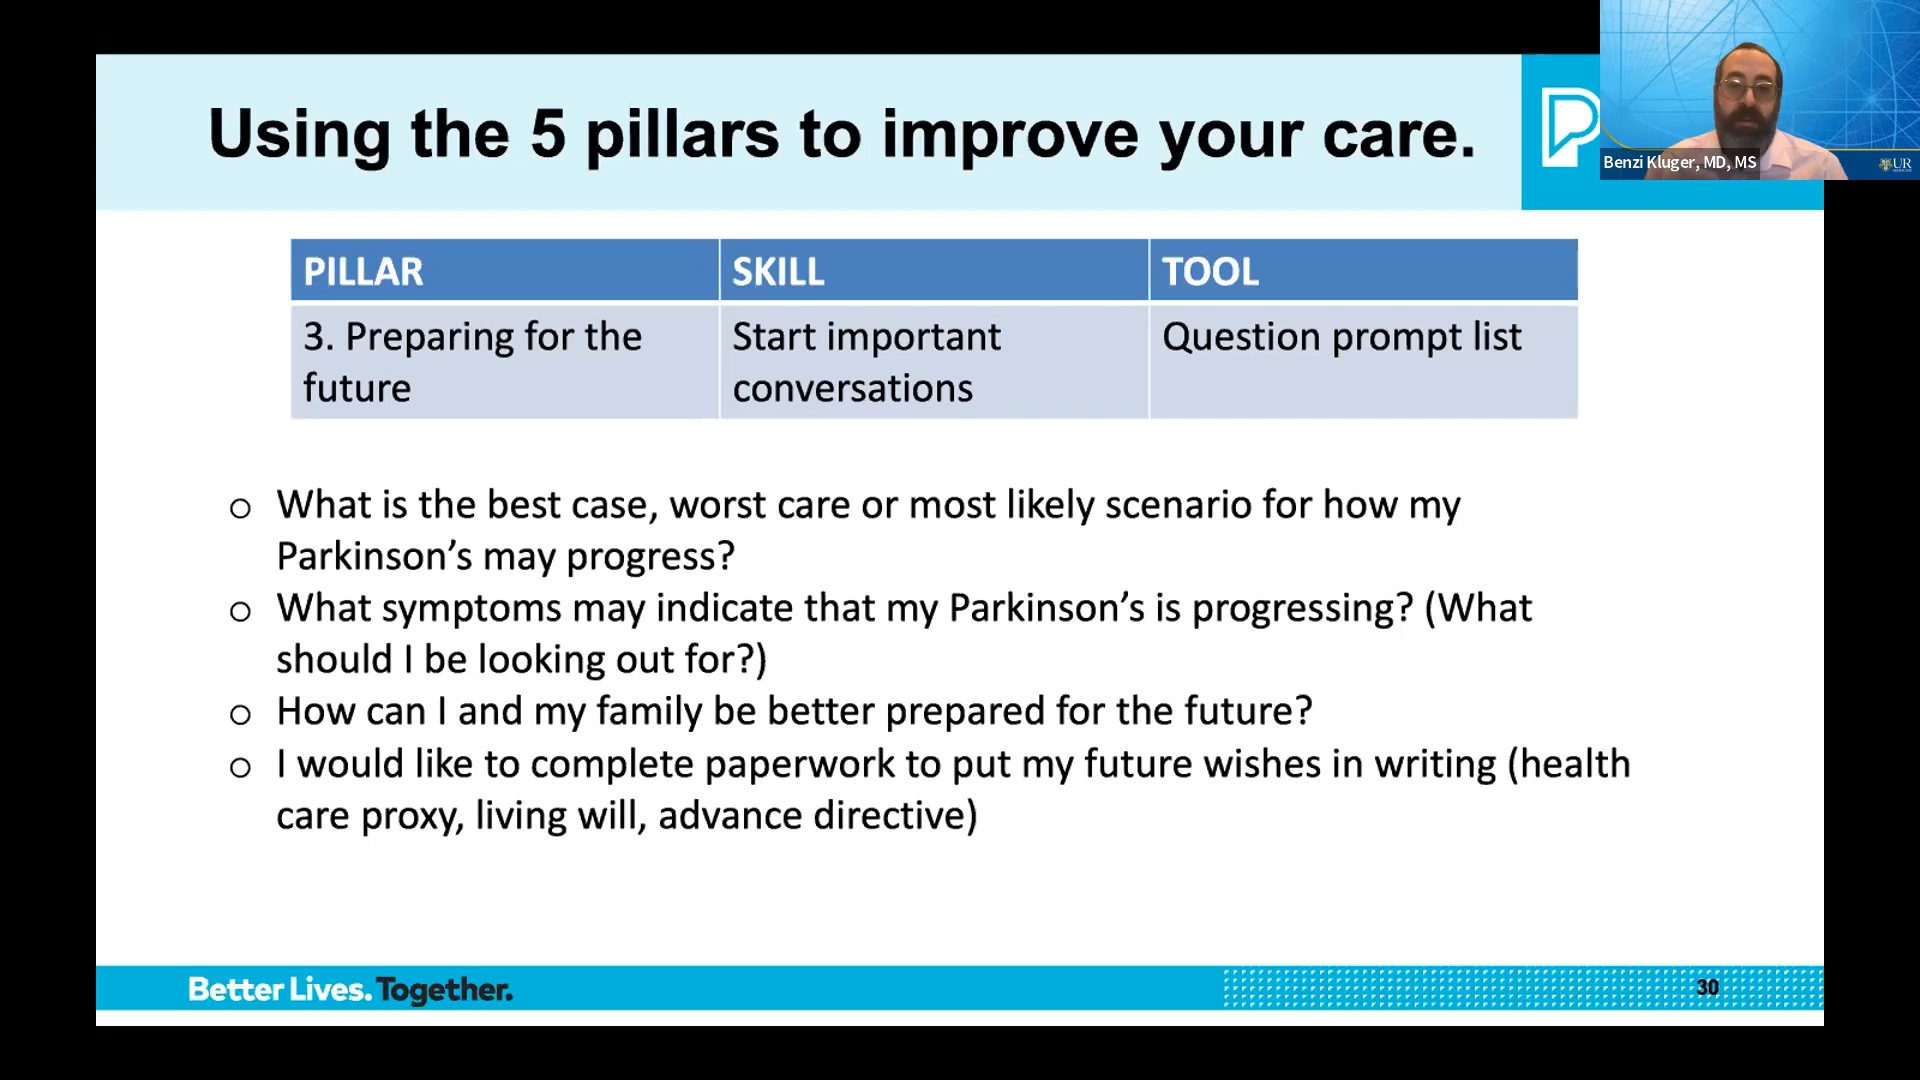 Using the 5 pillars to improve your care.
P
Benzi Kluger, MD, MS
UR
PILLAR SKILL TOOL
3. Preparing for the Start important Question prompt list
future conversations
o What is the best case, worst care or most likely scenario for how my
Parkinson’s may progress?
o What symptoms may indicate that my Parkinson’s is progressing? (What
should I be looking out for?)
o How can I and my family be better prepared for the future?
o I would like to complete paperwork to put my future wishes in writing (health
care proxy, living will, advance directive)
Better Lives. Together.
30